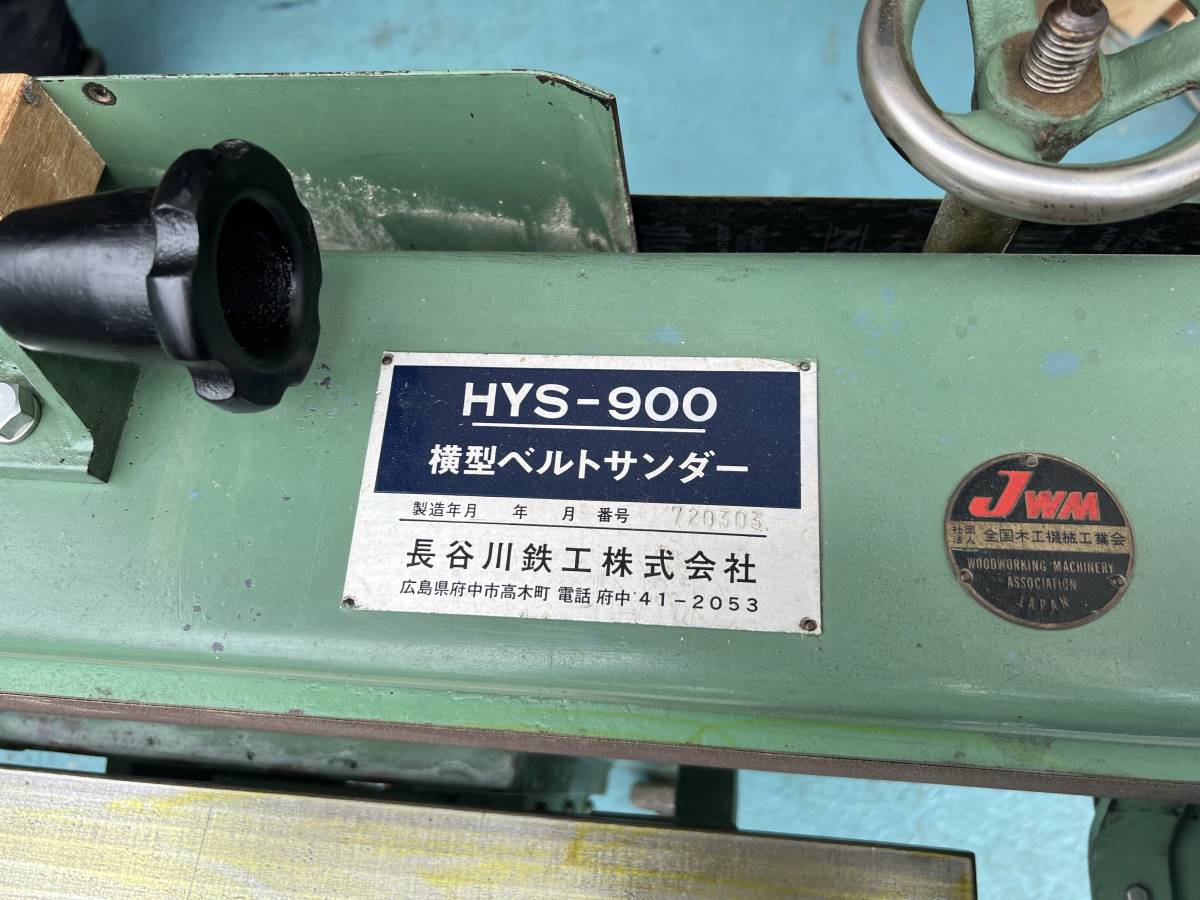 HYS-900
横型ベルトサンダー
製造年月 年 月 番号 720303
長谷川鉄工株式会社
広島県府中市高木町 電話 府中 41-2053
JWM
社団法人 全国木工機械工業会
WOODWORKING MACHINERY
ASSOCIATION
JAPAN